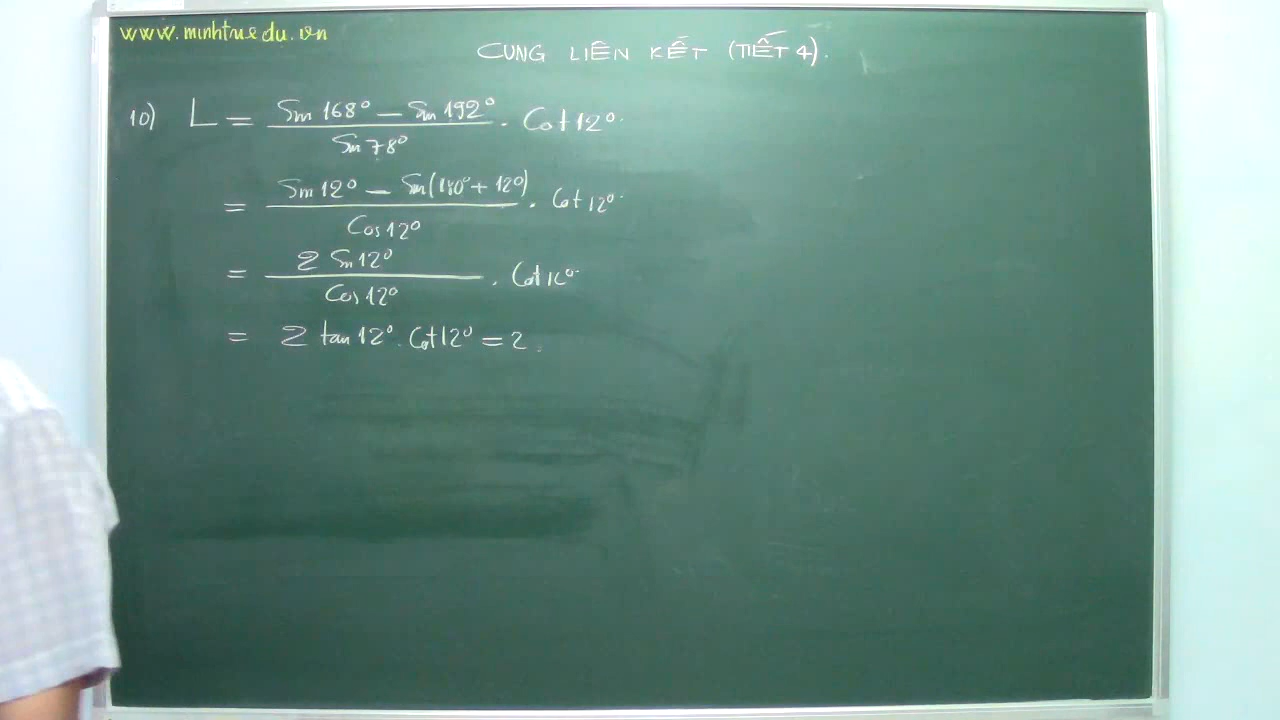 www.minhtue du.vn
CUNG LIÊN KẾT (TIẾT 4).
10) L = (Sin 168° – Sin 192°) / Sin 78° . Cot 12°.
= (Sin 12° – Sin(180° + 12°)) / Cos 12° . Cot 12°.
= 2 Sin 12° / Cos 12° . Cot 12°.
= 2 tan 12° . Cot 12° = 2.